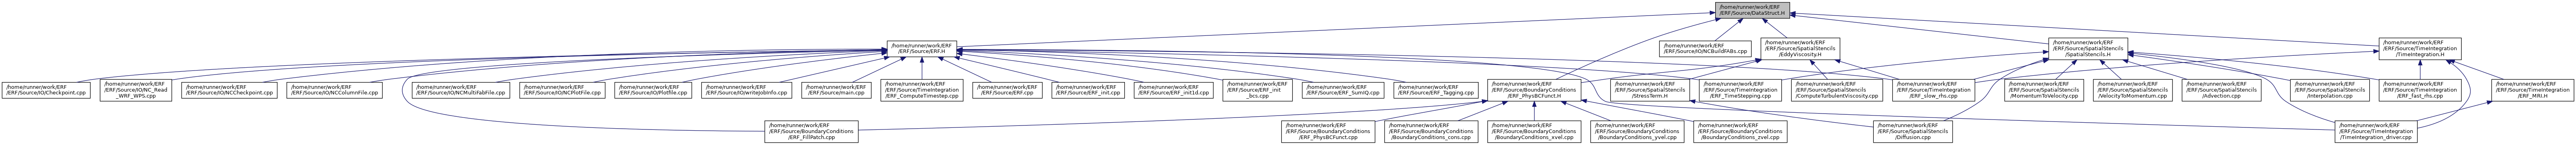 /home/runner/work/ERF
/ERF/Source/DataStruct.H
/home/runner/work/ERF
/ERF/Source/ERF.H
/home/runner/work/ERF
/ERF/Source/IO/NCBuildFABs.cpp
/home/runner/work/ERF
/ERF/Source/SpatialStencils
/EddyViscosity.H
/home/runner/work/ERF
/ERF/Source/SpatialStencils
/SpatialStencils.H
/home/runner/work/ERF
/ERF/Source/TimeIntegration
/TimeIntegration.H
/home/runner/work/ERF
/ERF/Source/IO/Checkpoint.cpp
/home/runner/work/ERF
/ERF/Source/IO/NC_Read
_WRF_WPS.cpp
/home/runner/work/ERF
/ERF/Source/IO/NCCheckpoint.cpp
/home/runner/work/ERF
/ERF/Source/IO/NCColumnFile.cpp
/home/runner/work/ERF
/ERF/Source/IO/NCMultiFabFile.cpp
/home/runner/work/ERF
/ERF/Source/IO/NCPlotFile.cpp
/home/runner/work/ERF
/ERF/Source/IO/Plotfile.cpp
/home/runner/work/ERF
/ERF/Source/IO/writeJobInfo.cpp
/home/runner/work/ERF
/ERF/Source/main.cpp
/home/runner/work/ERF
/ERF/Source/TimeIntegration
/ERF_ComputeTimestep.cpp
/home/runner/work/ERF
/ERF/Source/ERF.cpp
/home/runner/work/ERF
/ERF/Source/ERF_init.cpp
/home/runner/work/ERF
/ERF/Source/ERF_init1d.cpp
/home/runner/work/ERF
/ERF/Source/ERF_init
_bcs.cpp
/home/runner/work/ERF
/ERF/Source/ERF_SumIQ.cpp
/home/runner/work/ERF
/ERF/Source/ERF_Tagging.cpp
/home/runner/work/ERF
/ERF/Source/BoundaryConditions
/ERF_PhysBCFunct.H
/home/runner/work/ERF
/ERF/Source/SpatialStencils
/StressTerm.H
/home/runner/work/ERF
/ERF/Source/TimeIntegration
/ERF_TimeStepping.cpp
/home/runner/work/ERF
/ERF/Source/SpatialStencils
/ComputeTurbulentViscosity.cpp
/home/runner/work/ERF
/ERF/Source/TimeIntegration
/ERF_slow_rhs.cpp
/home/runner/work/ERF
/ERF/Source/SpatialStencils
/MomentumToVelocity.cpp
/home/runner/work/ERF
/ERF/Source/SpatialStencils
/VelocityToMomentum.cpp
/home/runner/work/ERF
/ERF/Source/SpatialStencils
/Advection.cpp
/home/runner/work/ERF
/ERF/Source/SpatialStencils
/Interpolation.cpp
/home/runner/work/ERF
/ERF/Source/TimeIntegration
/ERF_fast_rhs.cpp
/home/runner/work/ERF
/ERF/Source/TimeIntegration
/ERF_MRI.H
/home/runner/work/ERF
/ERF/Source/BoundaryConditions
/ERF_FillPatch.cpp
/home/runner/work/ERF
/ERF/Source/BoundaryConditions
/ERF_PhysBCFunct.cpp
/home/runner/work/ERF
/ERF/Source/BoundaryConditions
/BoundaryConditions_cons.cpp
/home/runner/work/ERF
/ERF/Source/BoundaryConditions
/BoundaryConditions_xvel.cpp
/home/runner/work/ERF
/ERF/Source/BoundaryConditions
/BoundaryConditions_yvel.cpp
/home/runner/work/ERF
/ERF/Source/BoundaryConditions
/BoundaryConditions_zvel.cpp
/home/runner/work/ERF
/ERF/Source/SpatialStencils
/Diffusion.cpp
/home/runner/work/ERF
/ERF/Source/TimeIntegration
/TimeIntegration_driver.cpp